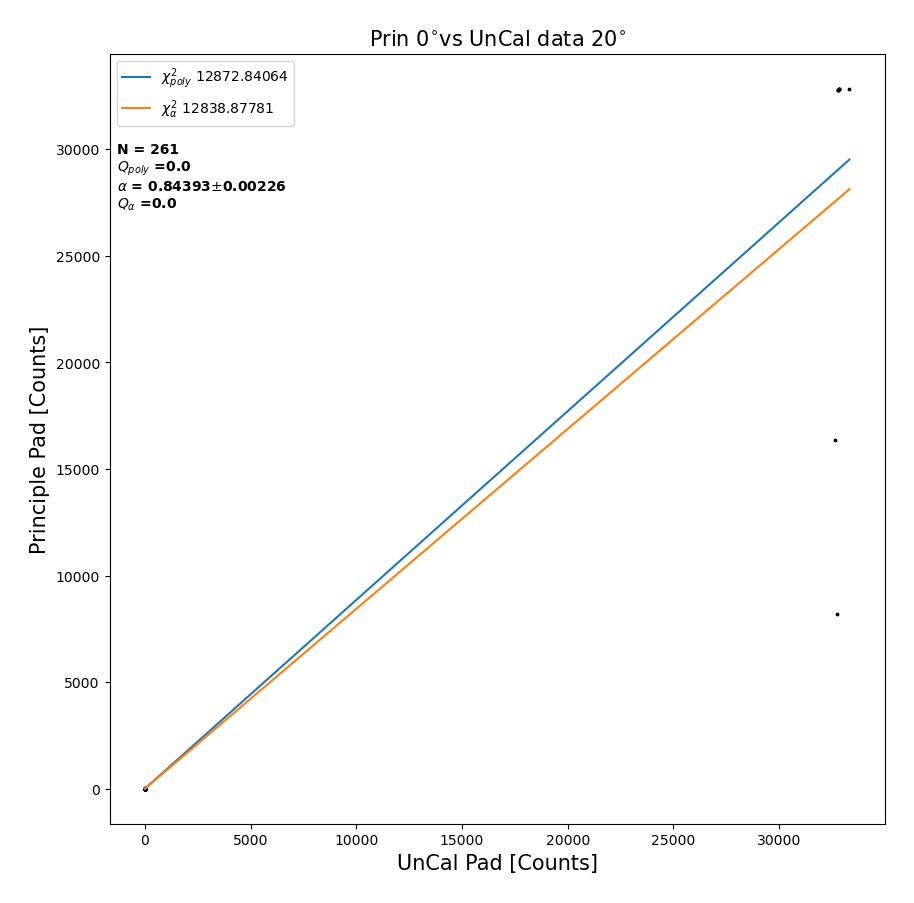 Prin 0°vs UnCal data 20°
χ²poly 12872.84064
χ²α 12838.87781
N = 261
Qpoly =0.0
α = 0.84393±0.00226
Qα =0.0
30000
25000
20000
15000
10000
5000
0
Principle Pad [Counts]
0 5000 10000 15000 20000 25000 30000
UnCal Pad [Counts]